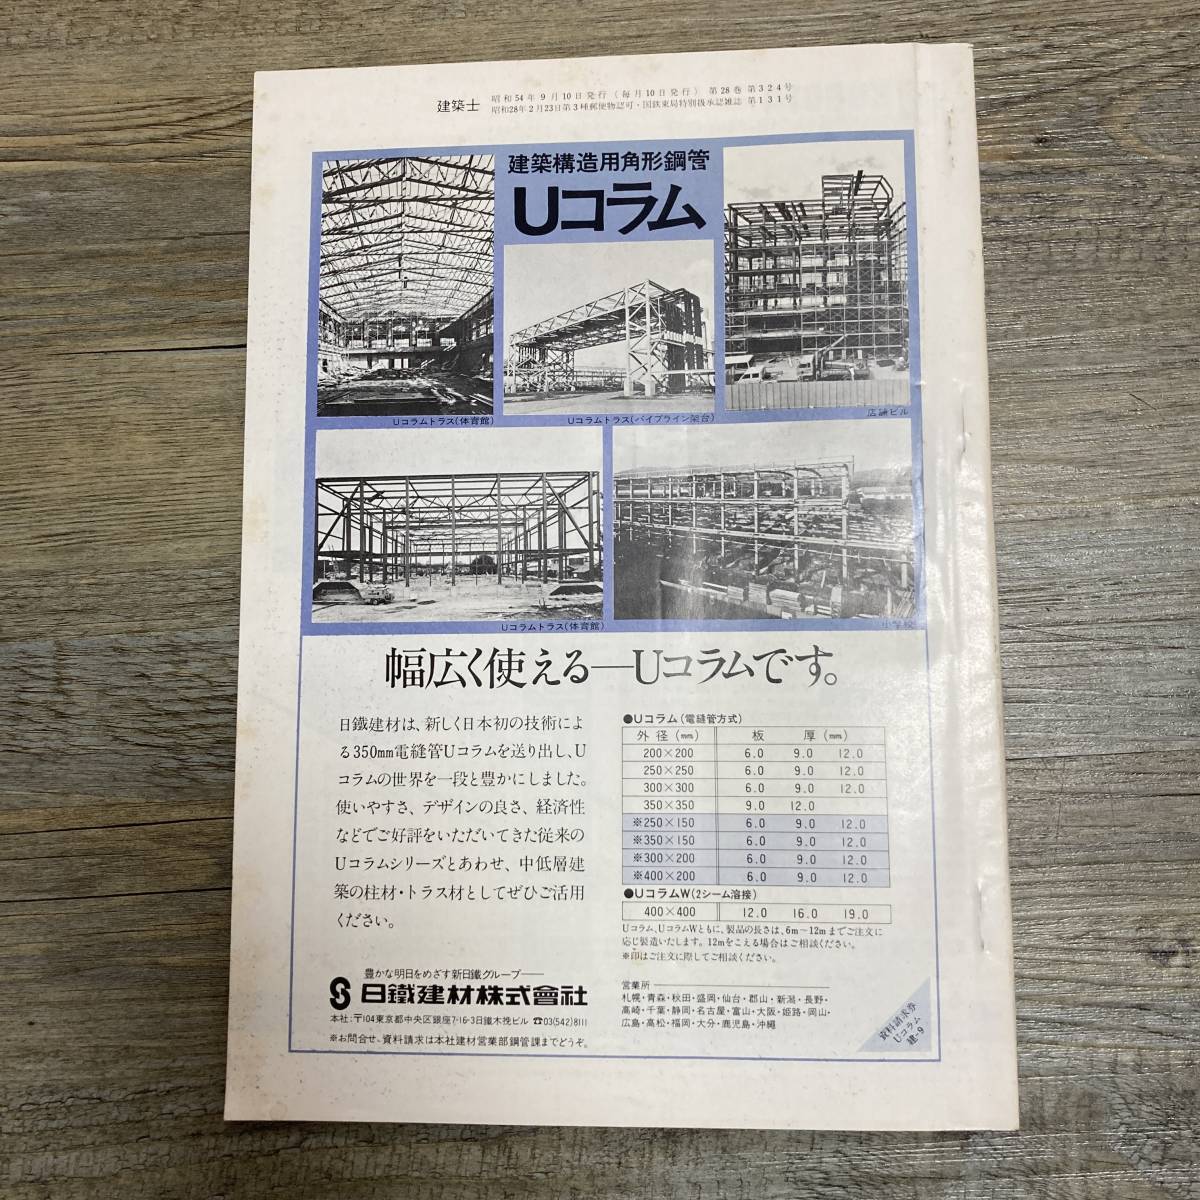 建築士
昭和54年9月10日発行(毎月10日発行) 第28巻 第324号
昭和28年2月23日第3種郵便物認可・国鉄東局特別扱承認雑誌 第131号
建築構造用角形鋼管
Uコラム
Uコラムトラス(体育館)
Uコラムトラス(パイプライン架台)
店舗ビル
Uコラムトラス(体育館)
小学校
幅広く使える—Uコラムです。
日鐵建材は、新しく日本初の技術によ
る350mm電縫管Uコラムを送り出し、U
コラムの世界を一段と豊かにしました。
使いやすさ、デザインの良さ、経済性
などでご好評をいただいてきた従来の
Uコラムシリーズとあわせ、中低層建
築の柱材・トラス材としてぜひご活用
ください。
●Uコラム(電縫管方式)
外径(mm) 板厚(mm)
200×200 6.0 9.0 12.0
250×250 6.0 9.0 12.0
300×300 6.0 9.0 12.0
350×350 9.0 12.0
※250×150 6.0 9.0 12.0
※350×150 6.0 9.0 12.0
※300×200 6.0 9.0 12.0
※400×200 6.0 9.0 12.0
●UコラムW(2シーム溶接)
400×400 12.0 16.0 19.0
Uコラム、UコラムWともに、製品の長さは、6m～12mまでご注文に
応じ製造いたします。12mをこえる場合はご相談ください。
※印はご注文に際してご相談ください。
豊かな明日をめざす新日鐵グループ—
日鐵建材株式會社
本社:〒104東京都中央区銀座7-16-3日鐵木挽ビル ☎03(542)8111
※お問合せ、資料請求は本社建材営業部鋼管課までどうぞ。
営業所
札幌・青森・秋田・盛岡・仙台・郡山・新潟・長野・
高崎・千葉・静岡・名古屋・富山・大阪・姫路・岡山・
広島・高松・福岡・大分・鹿児島・沖縄
資料請求券
Uコラム
建-9